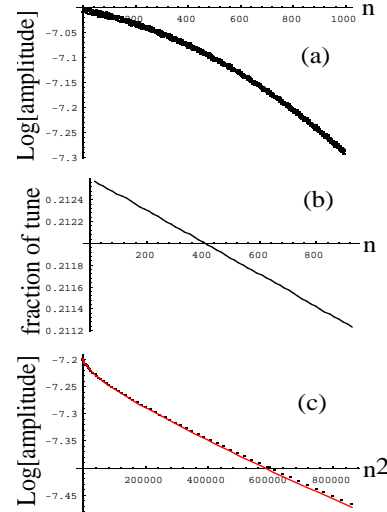 n
200 400 600 800 1000
-7.05
-7.1
-7.15
-7.2
-7.25
-7.3
Log[amplitude]
(a)
0.2124
0.2122
0.2118
0.2116
0.2114
0.2112
fraction of tune
(b)
n
200 400 600 800
-7.2
-7.25
-7.3
-7.35
-7.45
Log[amplitude]
(c)
n2
200000 400000 600000 800000